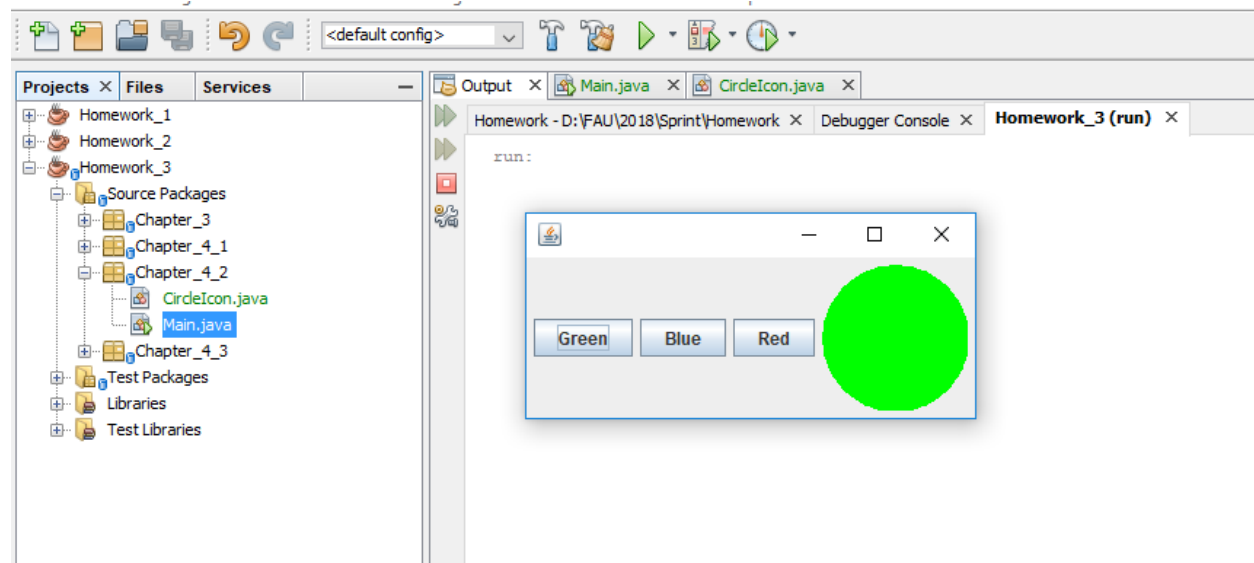 <default config>
Projects Files Services
Output Main.java CircleIcon.java
Homework - D:\FAU\2018\Sprint\Homework Debugger Console Homework_3 (run)
Homework_1
Homework_2
Homework_3
Source Packages
Chapter_3
Chapter_4_1
Chapter_4_2
CircleIcon.java
Main.java
Chapter_4_3
Test Packages
Libraries
Test Libraries
run:
Green Blue Red